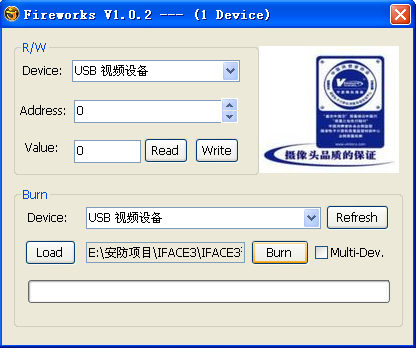 Fireworks V1.0.2 --- (1 Device)
R/W
Device: USB 视频设备
Address: 0
Value: 0 Read Write
摄像头品质的保证
Burn
Device: USB 视频设备 Refresh
Load E:\安防项目\IFACE3\IFACE3 Burn Multi-Dev.